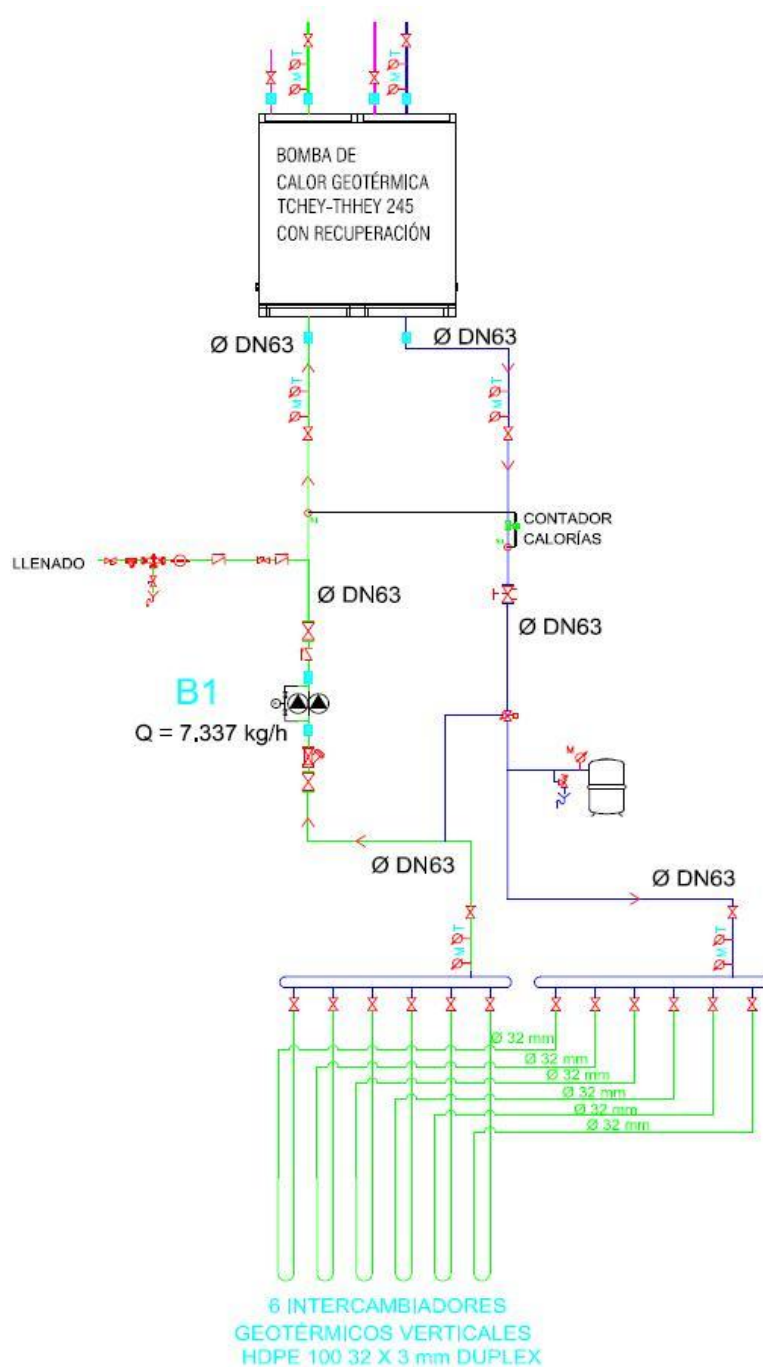 T
M
T
M
BOMBA DE
CALOR GEOTÉRMICA
TCHEY-THHEY 245
CON RECUPERACIÓN
Ø DN63
Ø DN63
T
M
T
M
CONTADOR
CALORÍAS
LLENADO
Ø DN63
Ø DN63
B1
Q = 7.337 kg/h
M
Ø DN63
Ø DN63
T
M
T
M
Ø 32 mm
Ø 32 mm
Ø 32 mm
Ø 32 mm
Ø 32 mm
Ø 32 mm
6 INTERCAMBIADORES
GEOTÉRMICOS VERTICALES
HDPE 100 32 X 3 mm DUPLEX